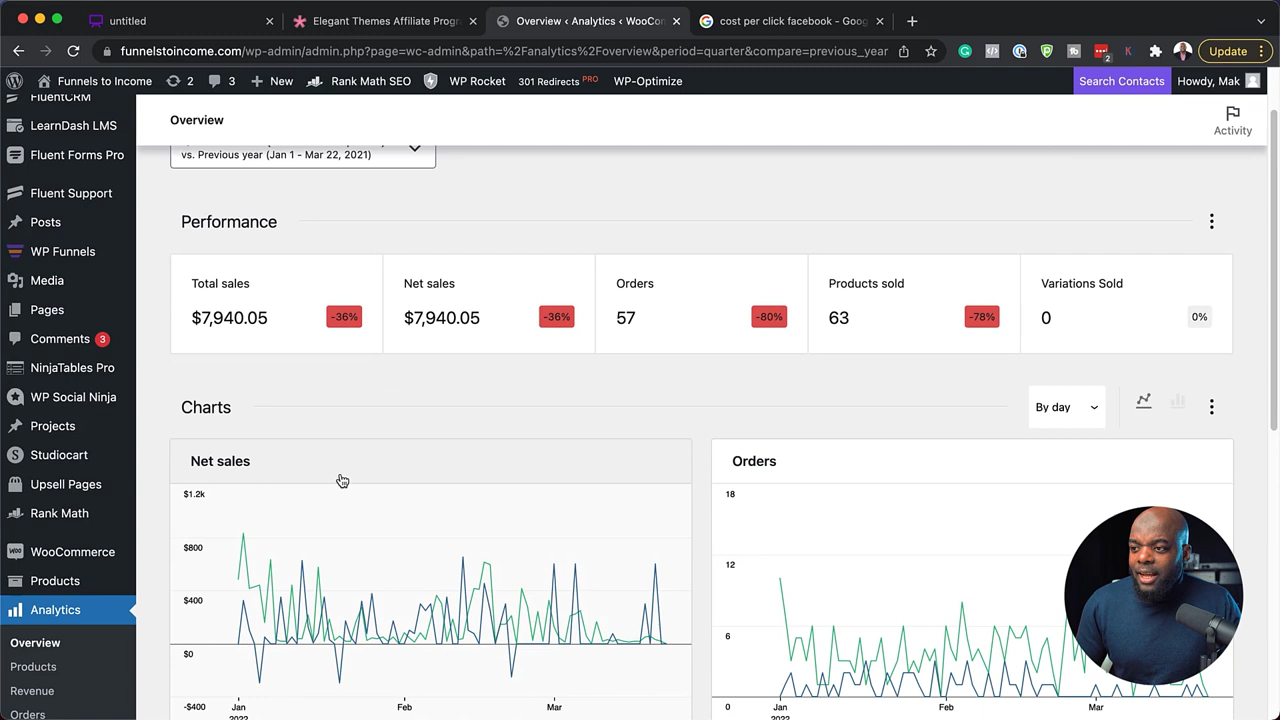 untitled
Elegant Themes Affiliate Progra
Overview ‹ Analytics ‹ WooCon
cost per click facebook - Goog
funnelstoincome.com/wp-admin/admin.php?page=wc-admin&path=%2Fanalytics%2Foverview&period=quarter&compare=previous_year
2
Update
Funnels to Income
2
3
New
Rank Math SEO
WP Rocket
301 Redirects PRO
WP-Optimize
Search Contacts
Howdy, Mak
FluentCRM
LearnDash LMS
Fluent Forms Pro
Fluent Support
Posts
WP Funnels
Media
Pages
Comments 3
NinjaTables Pro
WP Social Ninja
Projects
Studiocart
Upsell Pages
Rank Math
WooCommerce
Products
Analytics
Overview
Products
Revenue
Orders
Overview
Activity
vs. Previous year (Jan 1 - Mar 22, 2021)
Performance
Total sales
$7,940.05
-36%
Net sales
$7,940.05
-36%
Orders
57
-80%
Products sold
63
-78%
Variations Sold
0
0%
Charts
By day
Net sales
$1.2k
$800
$400
$0
-$400
Jan
Feb
Mar
2022
Orders
18
12
6
0
Jan
Feb
Mar
2022